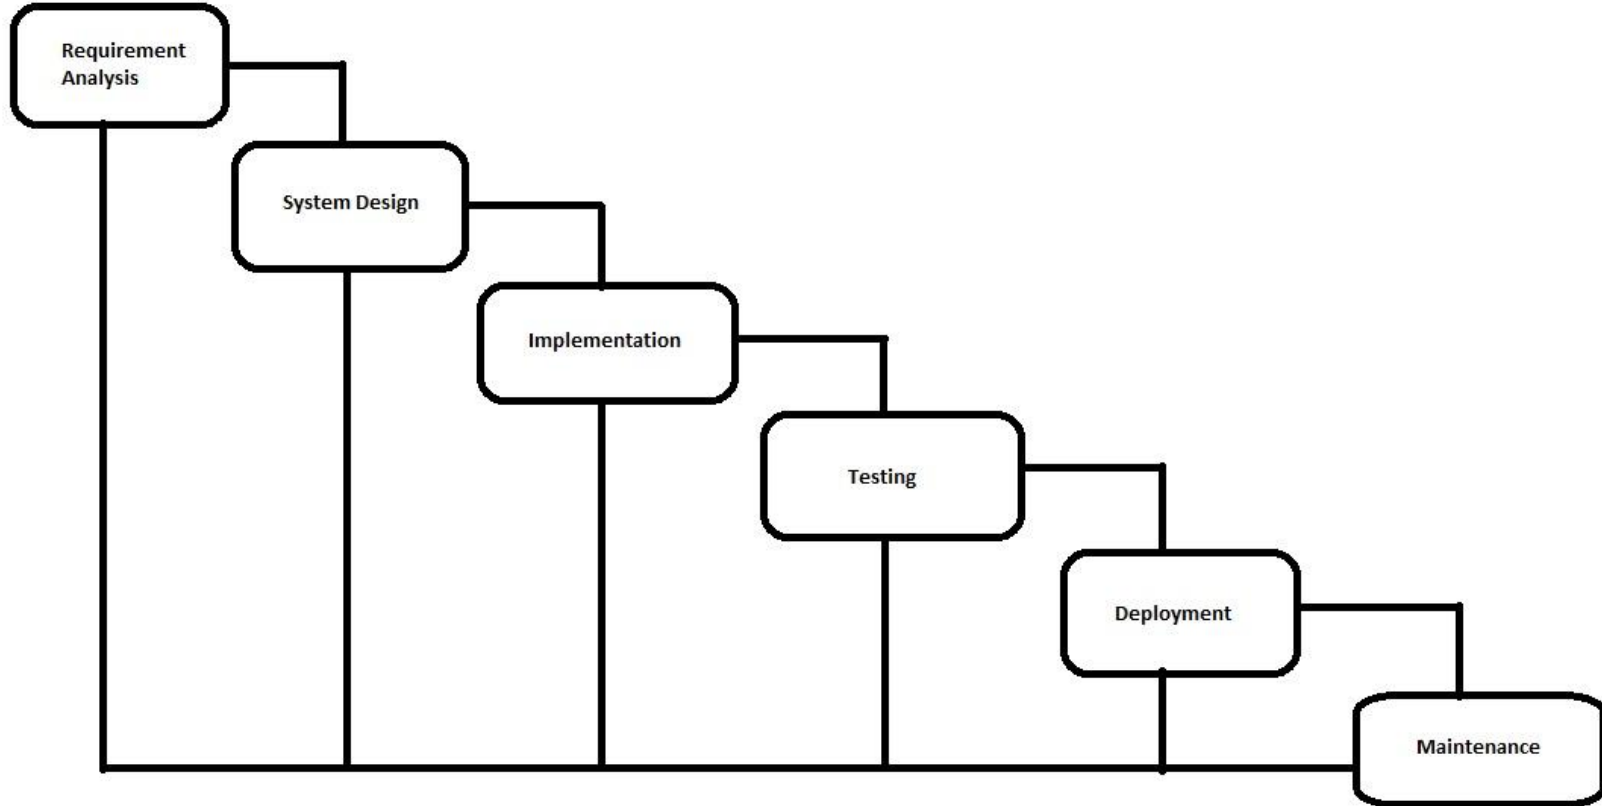 Requirement
Analysis
System Design
Implementation
Testing
Deployment
Maintenance